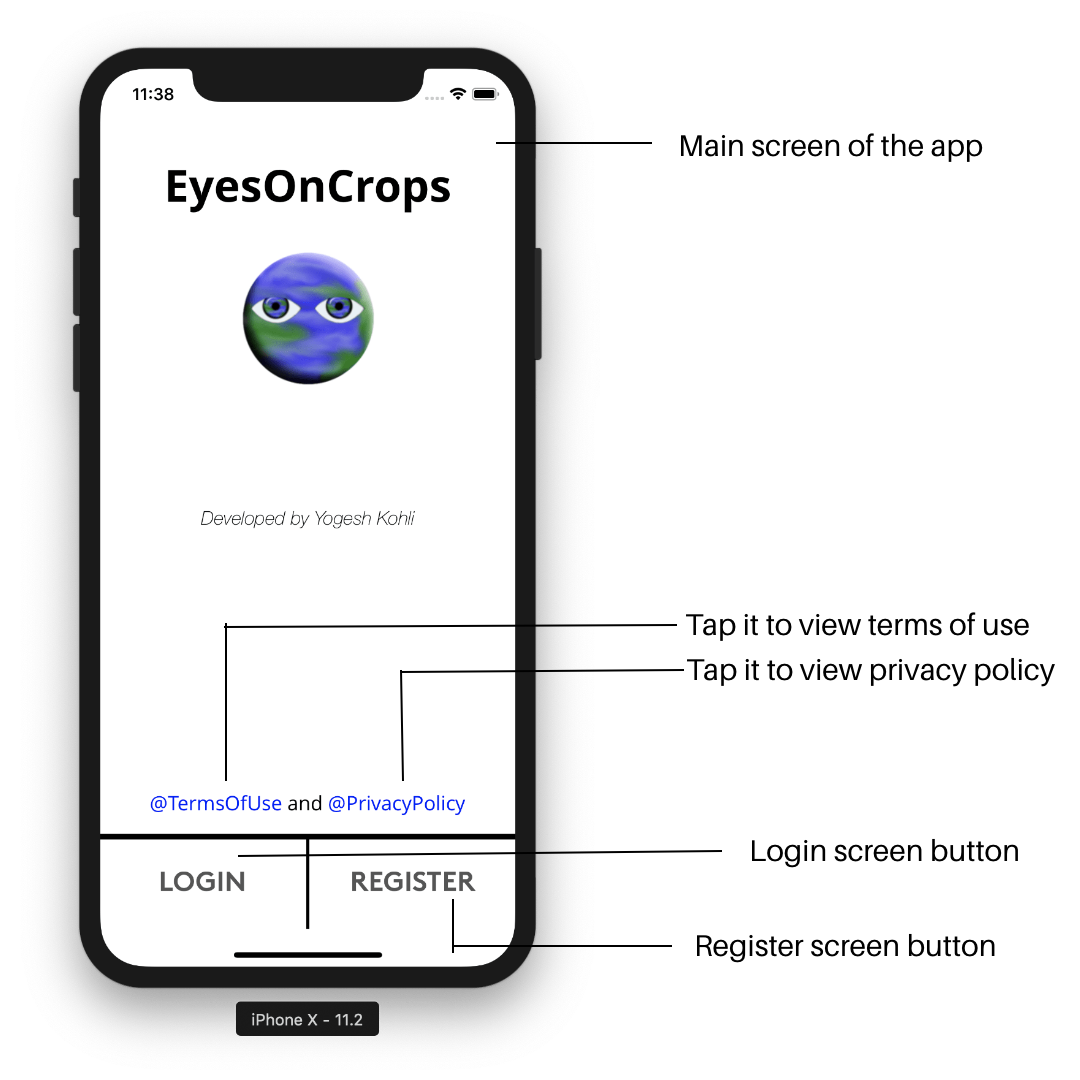 11:38
Main screen of the app
EyesOnCrops
Developed by Yogesh Kohli
Tap it to view terms of use
Tap it to view privacy policy
@TermsOfUse and @PrivacyPolicy
Login screen button
LOGIN
REGISTER
Register screen button
iPhone X - 11.2